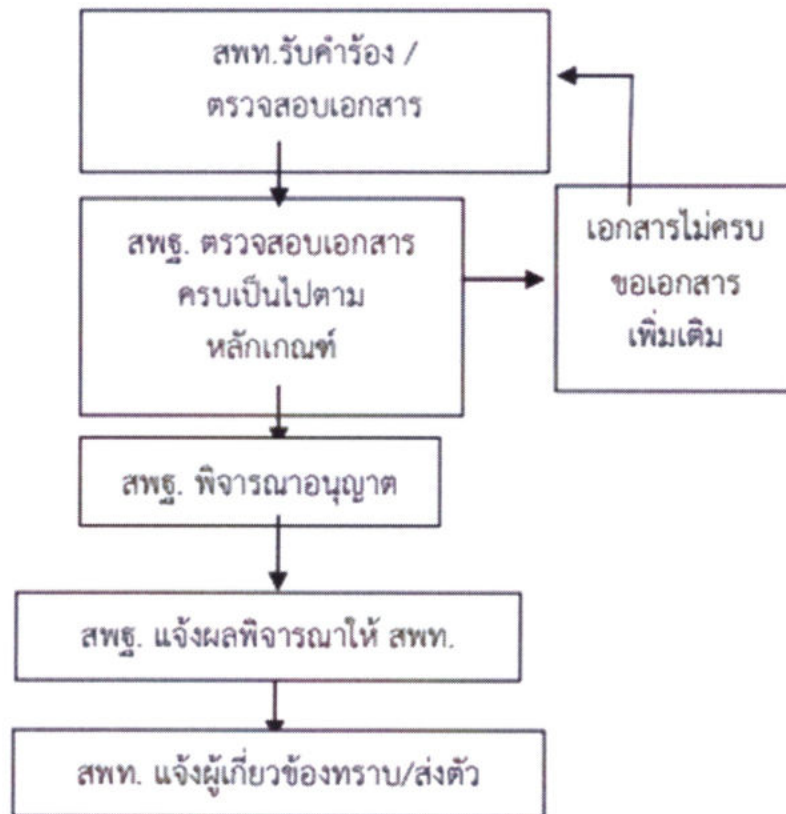 สพท.รับคำร้อง /
ตรวจสอบเอกสาร
สพฐ. ตรวจสอบเอกสาร
ครบเป็นไปตาม
หลักเกณฑ์
เอกสารไม่ครบ
ขอเอกสาร
เพิ่มเติม
สพฐ. พิจารณาอนุญาต
สพฐ. แจ้งผลพิจารณาให้ สพท.
สพท. แจ้งผู้เกี่ยวข้องทราบ/ส่งตัว